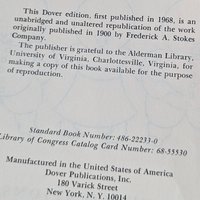 This Dover edition, first published in 1968, is an
unabridged and unaltered republication of the work
originally published in 1900 by Frederick A. Stokes
Company.
The publisher is grateful to the Alderman Library,
University of Virginia, Charlottesville, Virginia, for
making a copy of this book available for the purpose
of reproduction.
Standard Book Number: 486-22233-0
Library of Congress Catalog Card Number: 68-55530
Manufactured in the United States of America
Dover Publications, Inc.
180 Varick Street
New York, N. Y. 10014